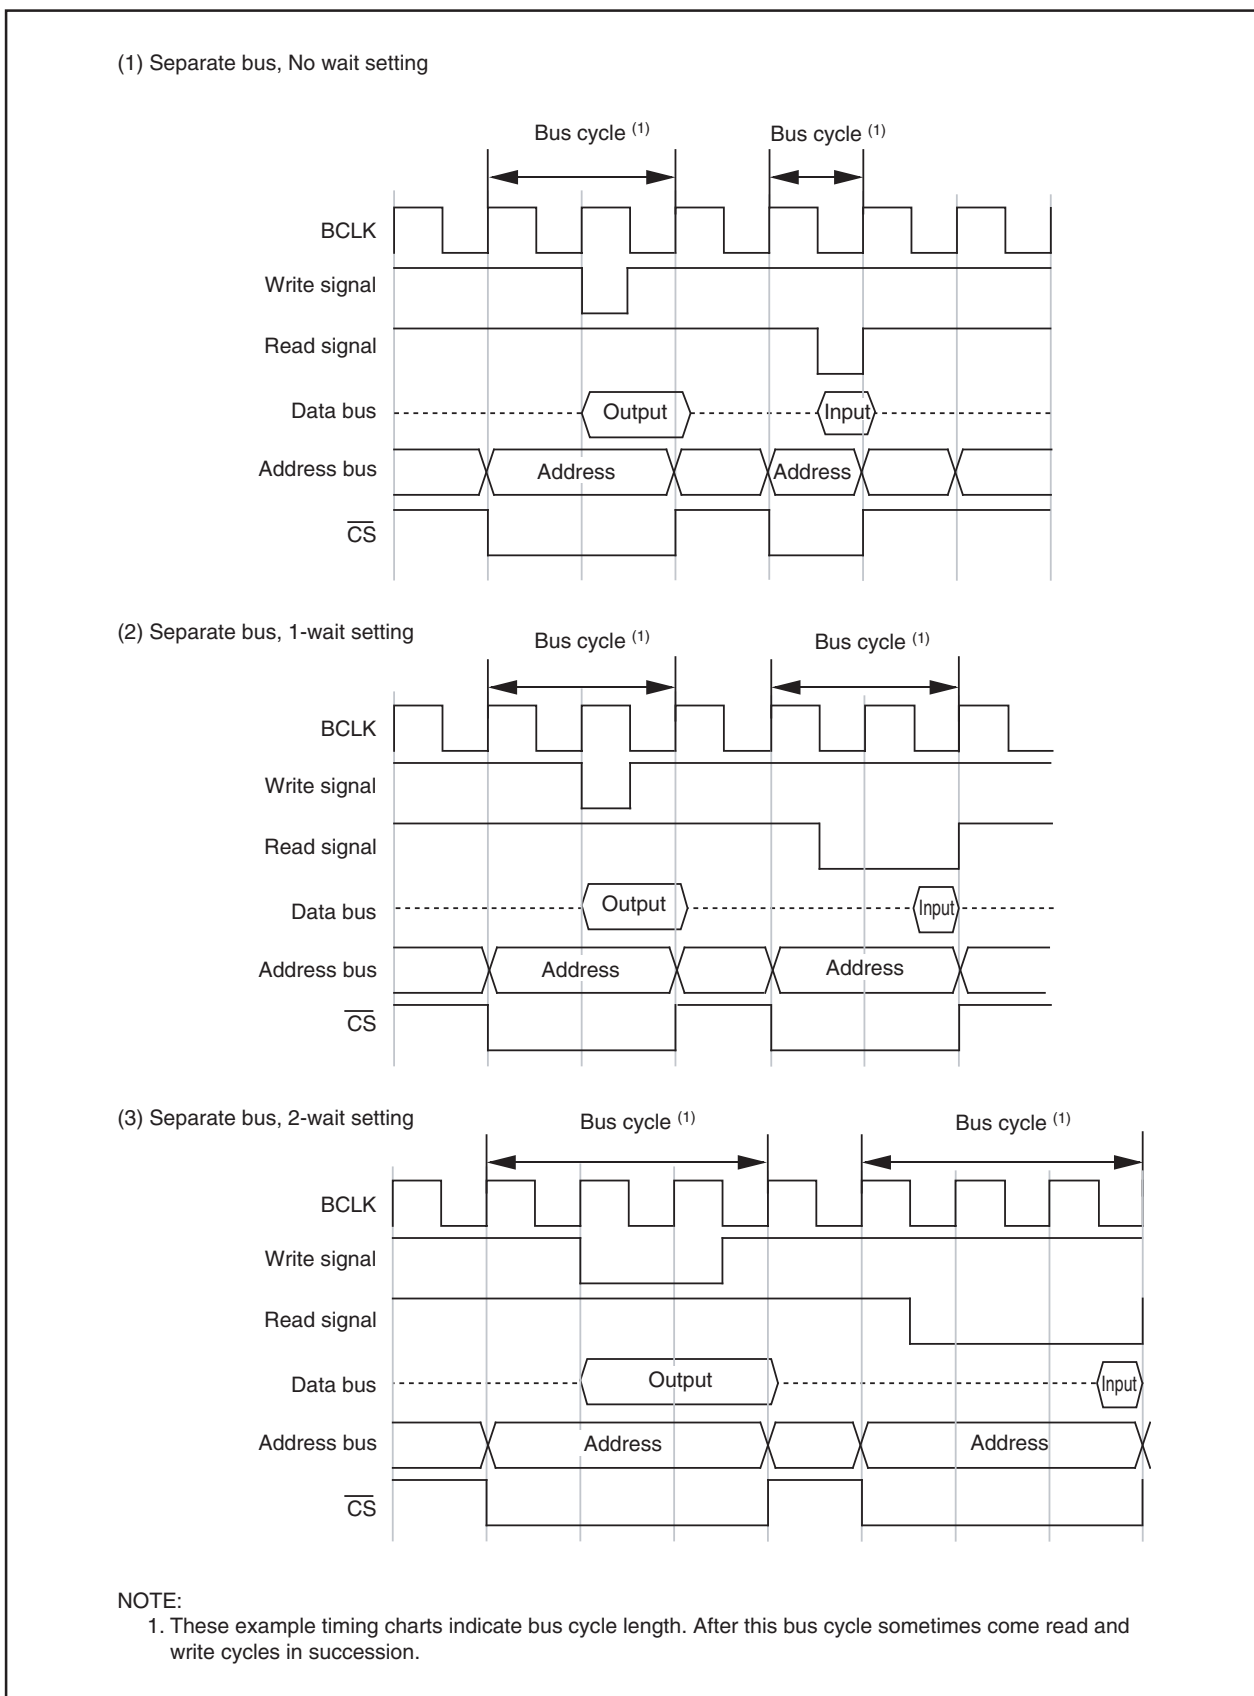 (1) Separate bus, No wait setting
Bus cycle (1)
Bus cycle (1)
BCLK
Write signal
Read signal
Data bus
Output
Input
Address bus
Address
Address
CS
(2) Separate bus, 1-wait setting
Bus cycle (1)
Bus cycle (1)
BCLK
Write signal
Read signal
Data bus
Output
Input
Address bus
Address
Address
CS
(3) Separate bus, 2-wait setting
Bus cycle (1)
Bus cycle (1)
BCLK
Write signal
Read signal
Data bus
Output
Input
Address bus
Address
Address
CS
NOTE:
1. These example timing charts indicate bus cycle length. After this bus cycle sometimes come read and
write cycles in succession.